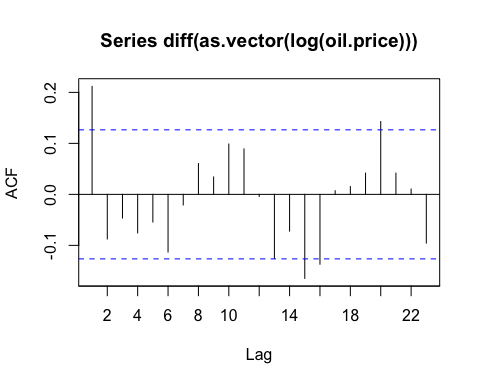 Series diff(as.vector(log(oil.price)))
ACF
0.2
0.1
0.0
-0.1
2 4 6 8 10 14 18 22
Lag